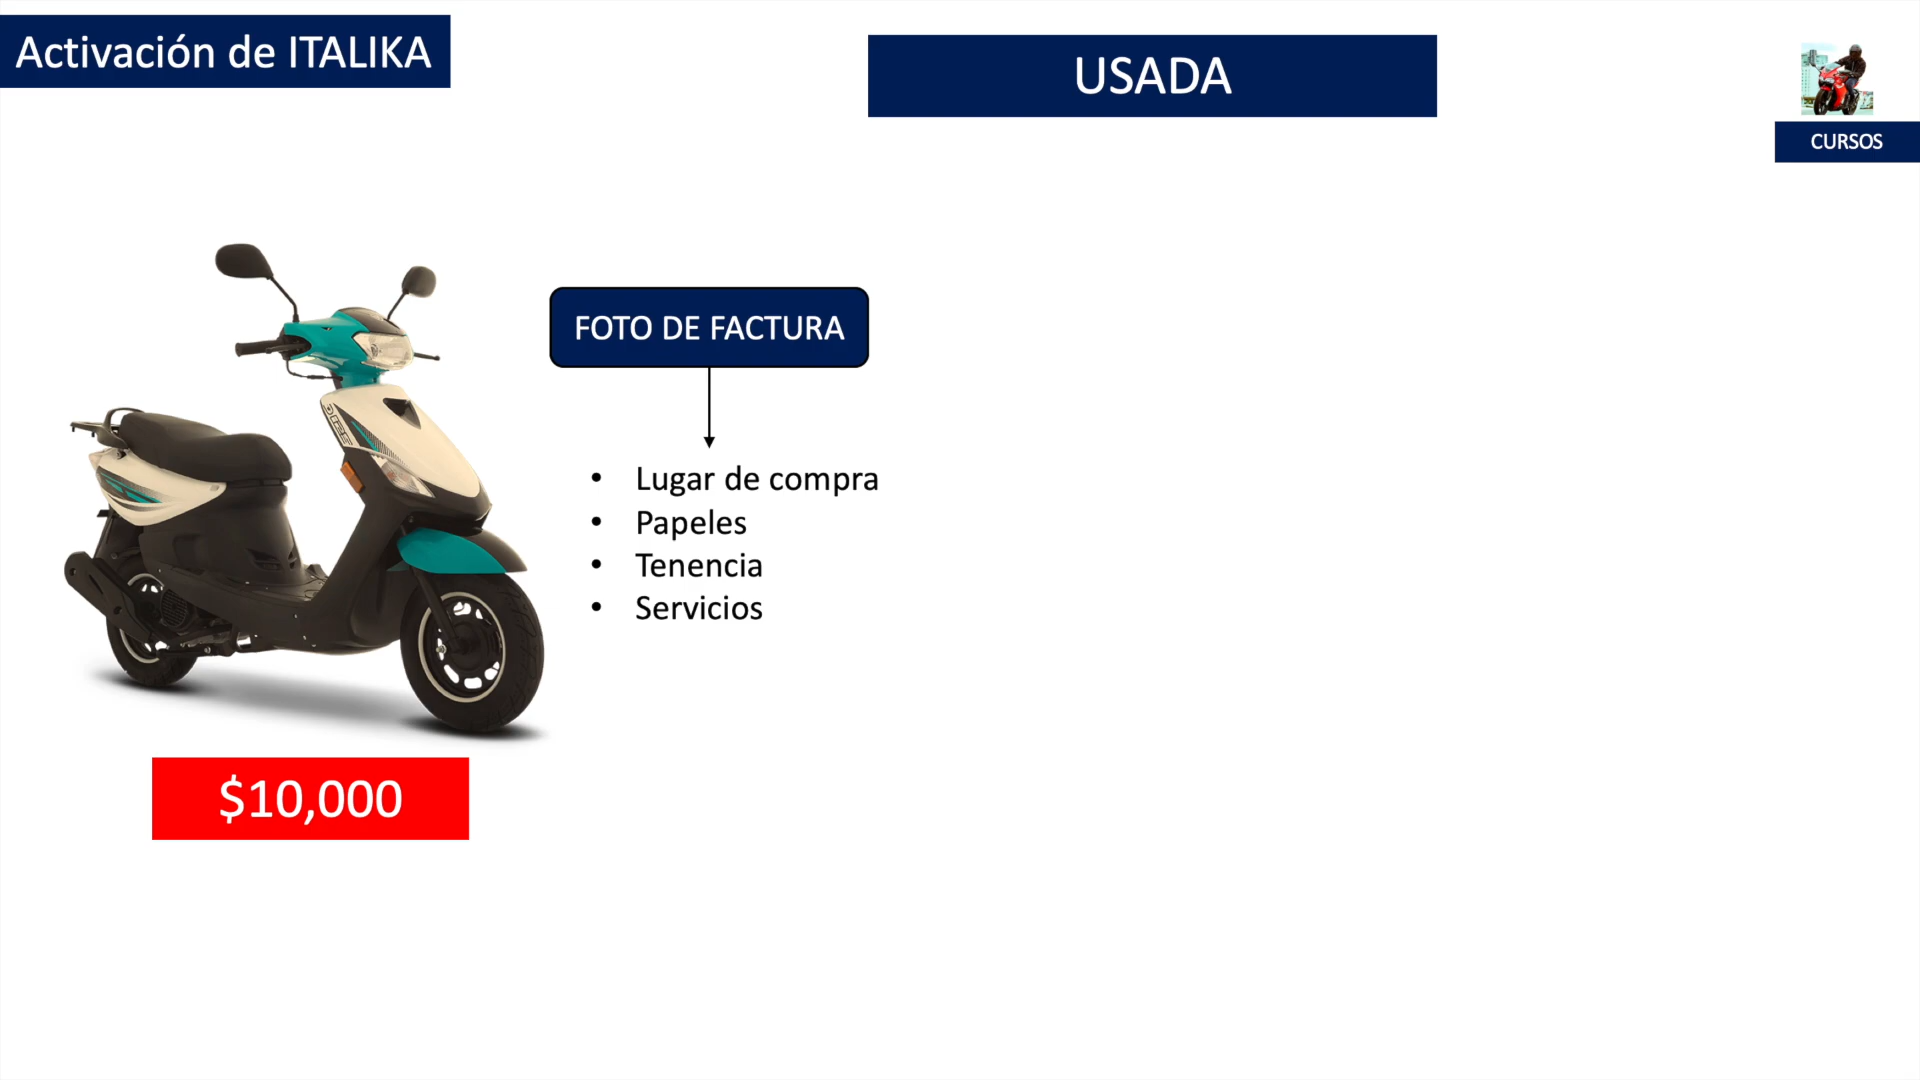 Activación de ITALIKA
USADA
CURSOS
FOTO DE FACTURA
• Lugar de compra
• Papeles
• Tenencia
• Servicios
$10,000